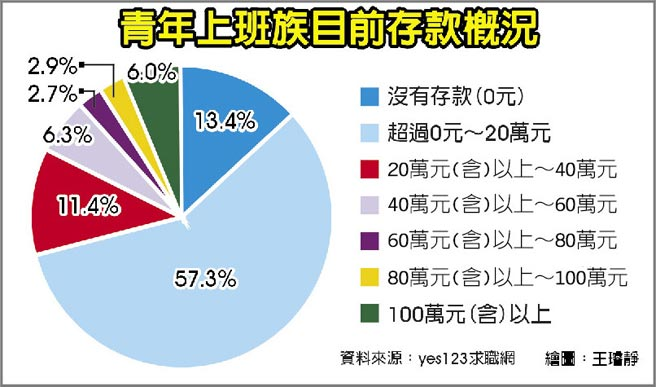 青年上班族目前存款概況
2.9%
2.7%
6.0%
6.3%
13.4%
11.4%
57.3%
沒有存款(0元)
超過0元～20萬元
20萬元(含)以上～40萬元
40萬元(含)以上～60萬元
60萬元(含)以上～80萬元
80萬元(含)以上～100萬元
100萬元(含)以上
資料來源：yes123求職網 繪圖：王璿靜